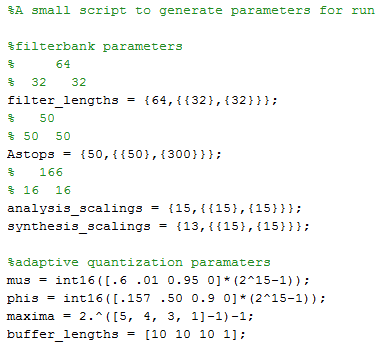 %A small script to generate parameters for run
%filterbank parameters
% 64
% 32 32
filter_lengths = {64,{{32},{32}}};
% 50
% 50 50
Astops = {50,{{50},{300}}};
% 166
% 16 16
analysis_scalings = {15,{{15},{15}}};
synthesis_scalings = {13,{{15},{15}}};
%adaptive quantization paramaters
mus = int16([.6 .01 0.95 0]*(2^15-1));
phis = int16([.157 .50 0.9 0]*(2^15-1));
maxima = 2.^([5, 4, 3, 1]-1)-1;
buffer_lengths = [10 10 10 1];